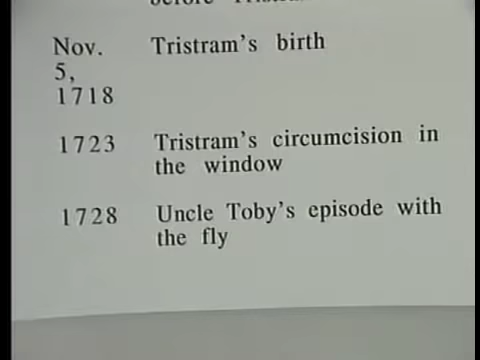 Nov. Tristram's birth
5,
1718
1723 Tristram's circumcision in
the window
1728 Uncle Toby's episode with
the fly